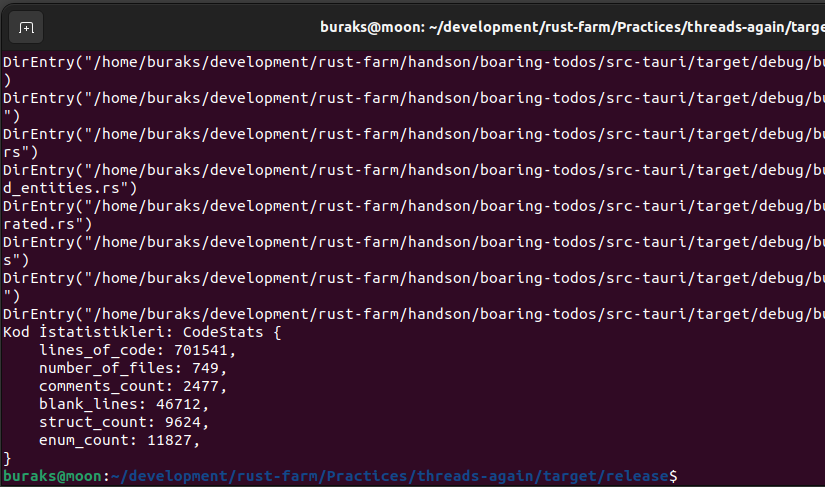 buraks@moon: ~/development/rust-farm/Practices/threads-again/targe
DirEntry("/home/buraks/development/rust-farm/handson/boaring-todos/src-tauri/target/debug/bu
)
DirEntry("/home/buraks/development/rust-farm/handson/boaring-todos/src-tauri/target/debug/bu
")
DirEntry("/home/buraks/development/rust-farm/handson/boaring-todos/src-tauri/target/debug/bu
rs")
DirEntry("/home/buraks/development/rust-farm/handson/boaring-todos/src-tauri/target/debug/bu
d_entities.rs")
DirEntry("/home/buraks/development/rust-farm/handson/boaring-todos/src-tauri/target/debug/bu
rated.rs")
DirEntry("/home/buraks/development/rust-farm/handson/boaring-todos/src-tauri/target/debug/bu
s")
DirEntry("/home/buraks/development/rust-farm/handson/boaring-todos/src-tauri/target/debug/bu
")
DirEntry("/home/buraks/development/rust-farm/handson/boaring-todos/src-tauri/target/debug/bu
Kod İstatistikleri: CodeStats {
    lines_of_code: 701541,
    number_of_files: 749,
    comments_count: 2477,
    blank_lines: 46712,
    struct_count: 9624,
    enum_count: 11827,
}
buraks@moon:~/development/rust-farm/Practices/threads-again/target/release$